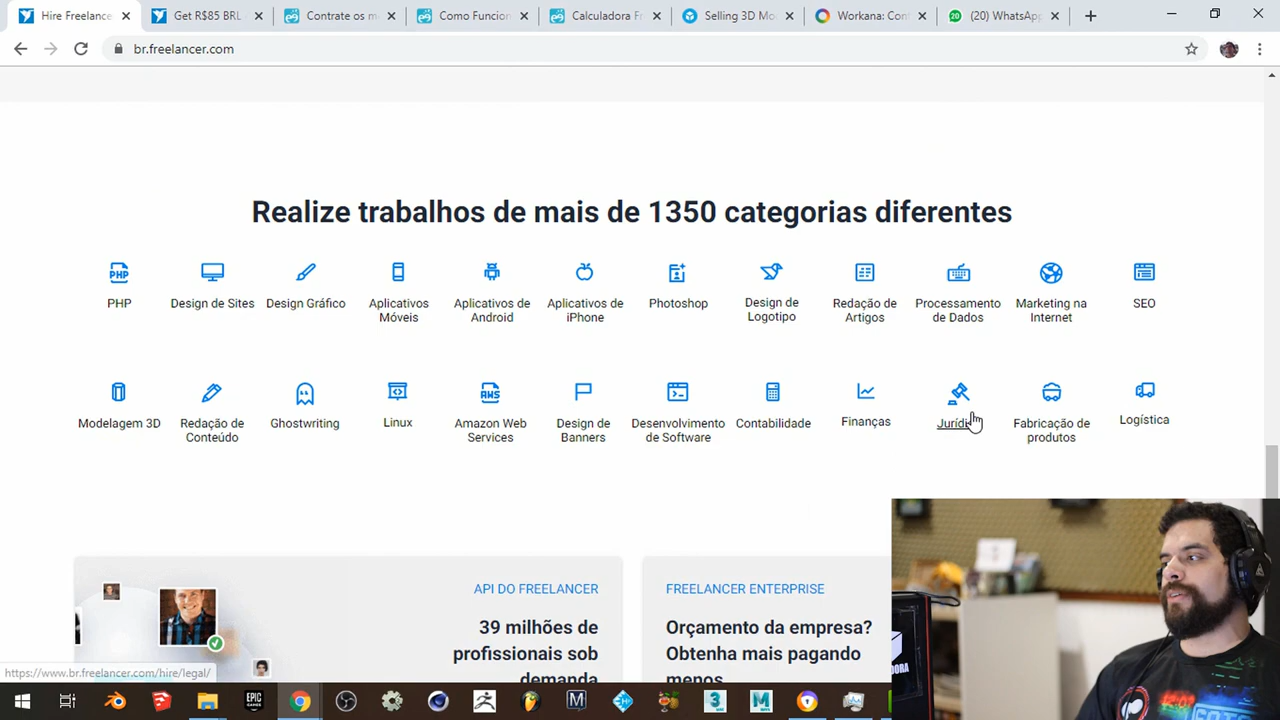 Hire Freelance
Get R$85 BRL
Contrate os m
Como Funcion
Calculadora F
Selling 3D Mo
Workana: Con
(20) WhatsApp
br.freelancer.com
Realize trabalhos de mais de 1350 categorias diferentes
PHP
Design de Sites
Design Gráfico
Aplicativos
Móveis
Aplicativos de
Android
Aplicativos de
iPhone
Photoshop
Design de
Logotipo
Redação de
Artigos
Processamento
de Dados
Marketing na
Internet
SEO
Modelagem 3D
Redação de
Conteúdo
Ghostwriting
Linux
Amazon Web
Services
Design de
Banners
Desenvolvimento
de Software
Contabilidade
Finanças
Jurídi
Fabricação de
produtos
Logística
API DO FREELANCER
39 milhões de
profissionais sob
demanda
FREELANCER ENTERPRISE
Orçamento da empresa?
Obtenha mais pagando
menos
https://www.br.freelancer.com/hire/legal/